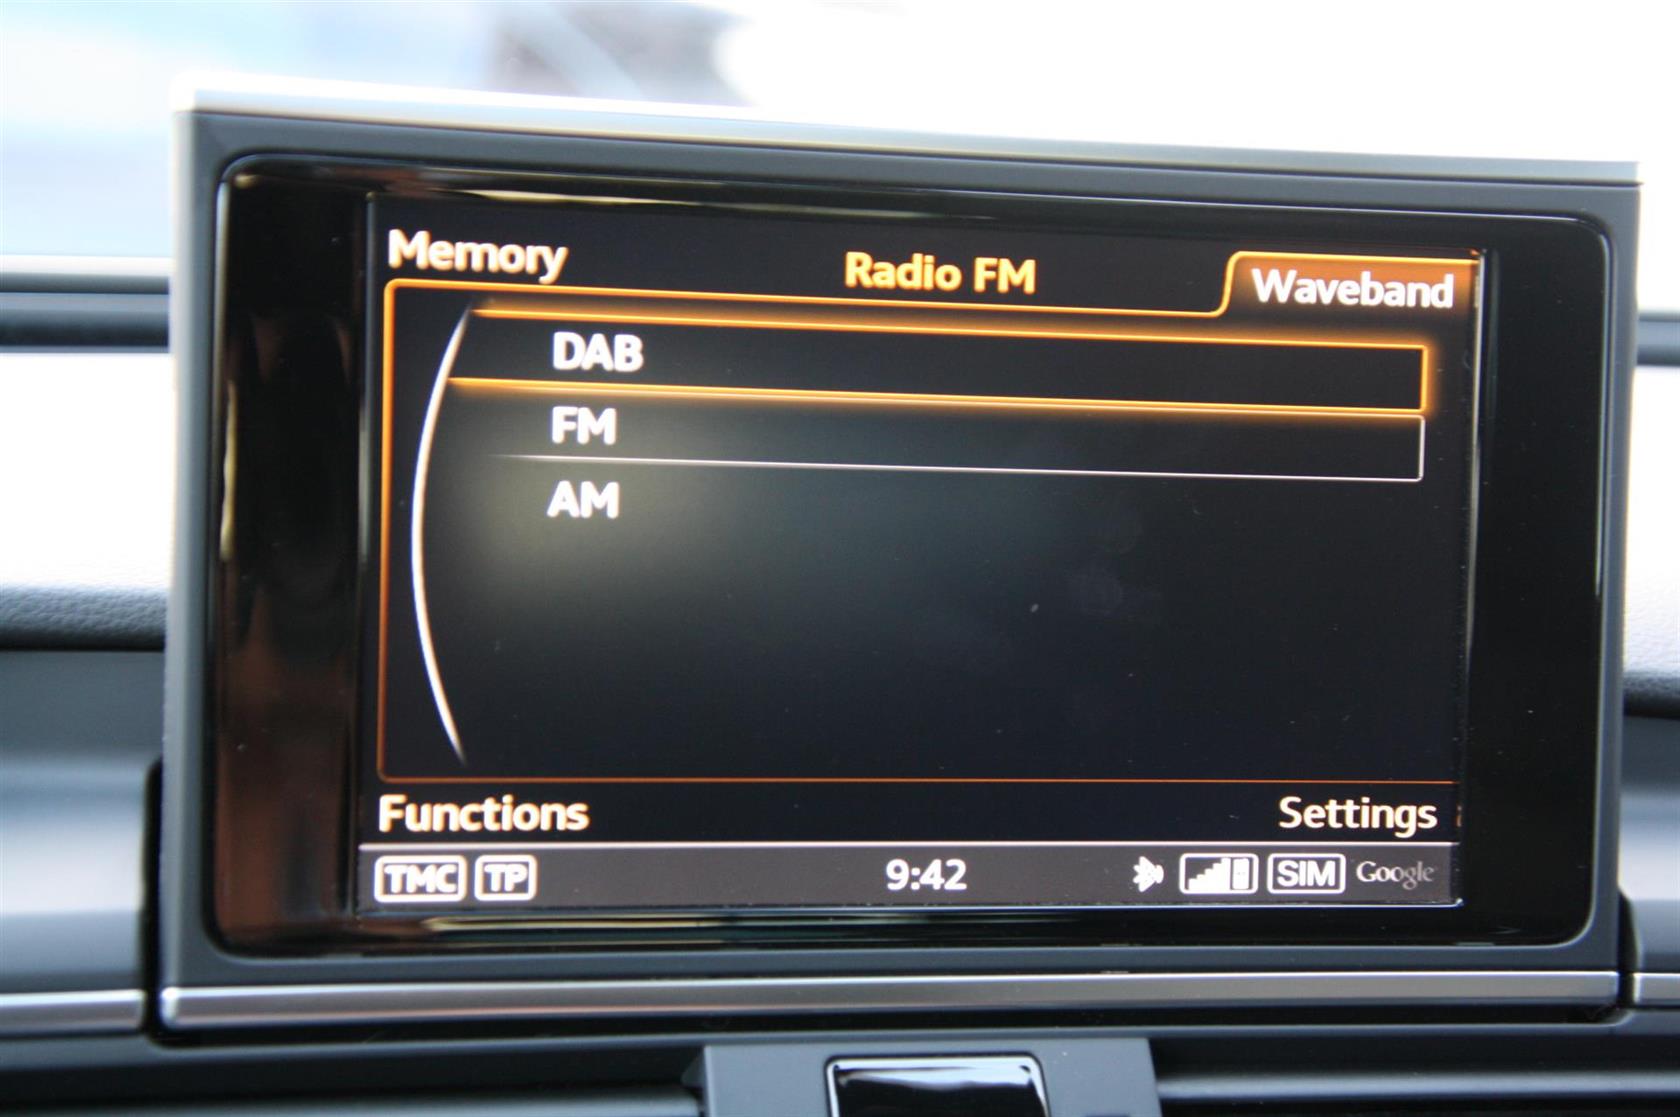 Memory Radio FM Waveband
DAB
FM
AM
Functions Settings
TMC TP 9:42 SIM Google